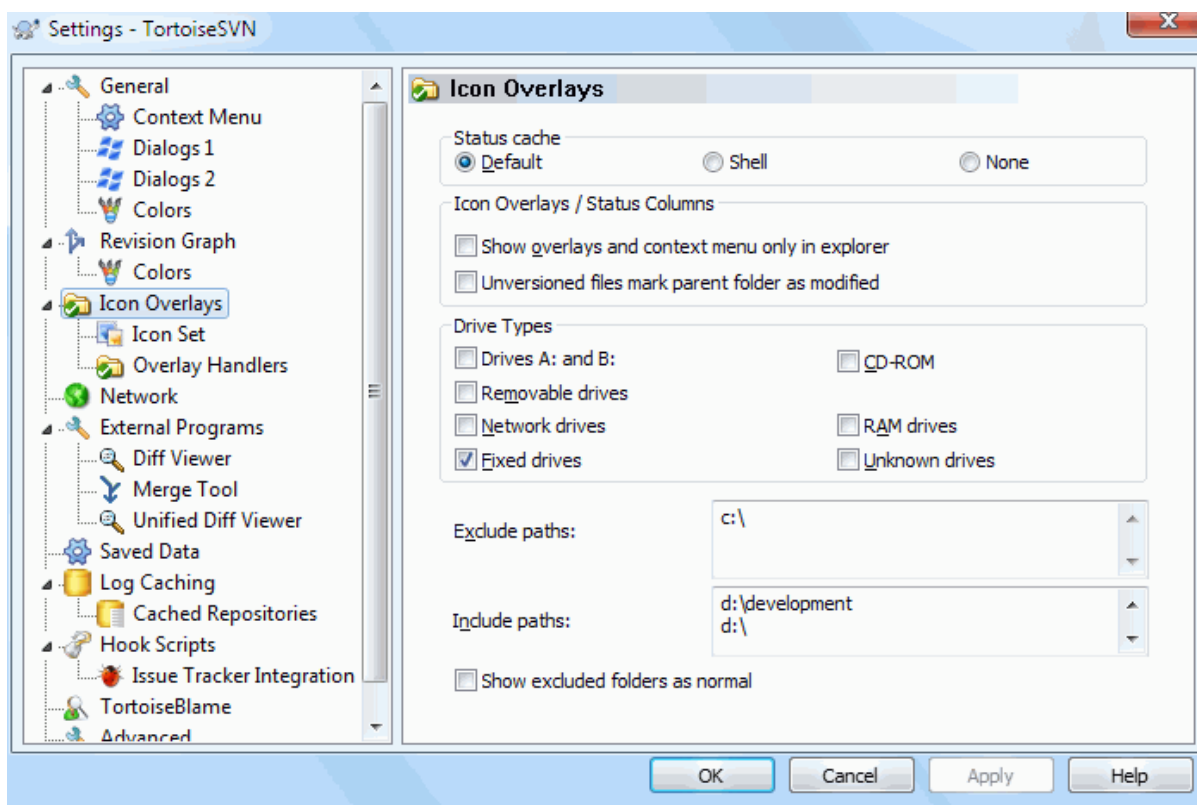 Settings - TortoiseSVN
General
Context Menu
Dialogs 1
Dialogs 2
Colors
Revision Graph
Colors
Icon Overlays
Icon Set
Overlay Handlers
Network
External Programs
Diff Viewer
Merge Tool
Unified Diff Viewer
Saved Data
Log Caching
Cached Repositories
Hook Scripts
Issue Tracker Integration
TortoiseBlame
Advanced
Icon Overlays
Status cache
Default Shell None
Icon Overlays / Status Columns
Show overlays and context menu only in explorer
Unversioned files mark parent folder as modified
Drive Types
Drives A: and B: CD-ROM
Removable drives
Network drives RAM drives
Fixed drives Unknown drives
Exclude paths: c:\
Include paths: d:\development
d:\
Show excluded folders as normal
OK Cancel Apply Help